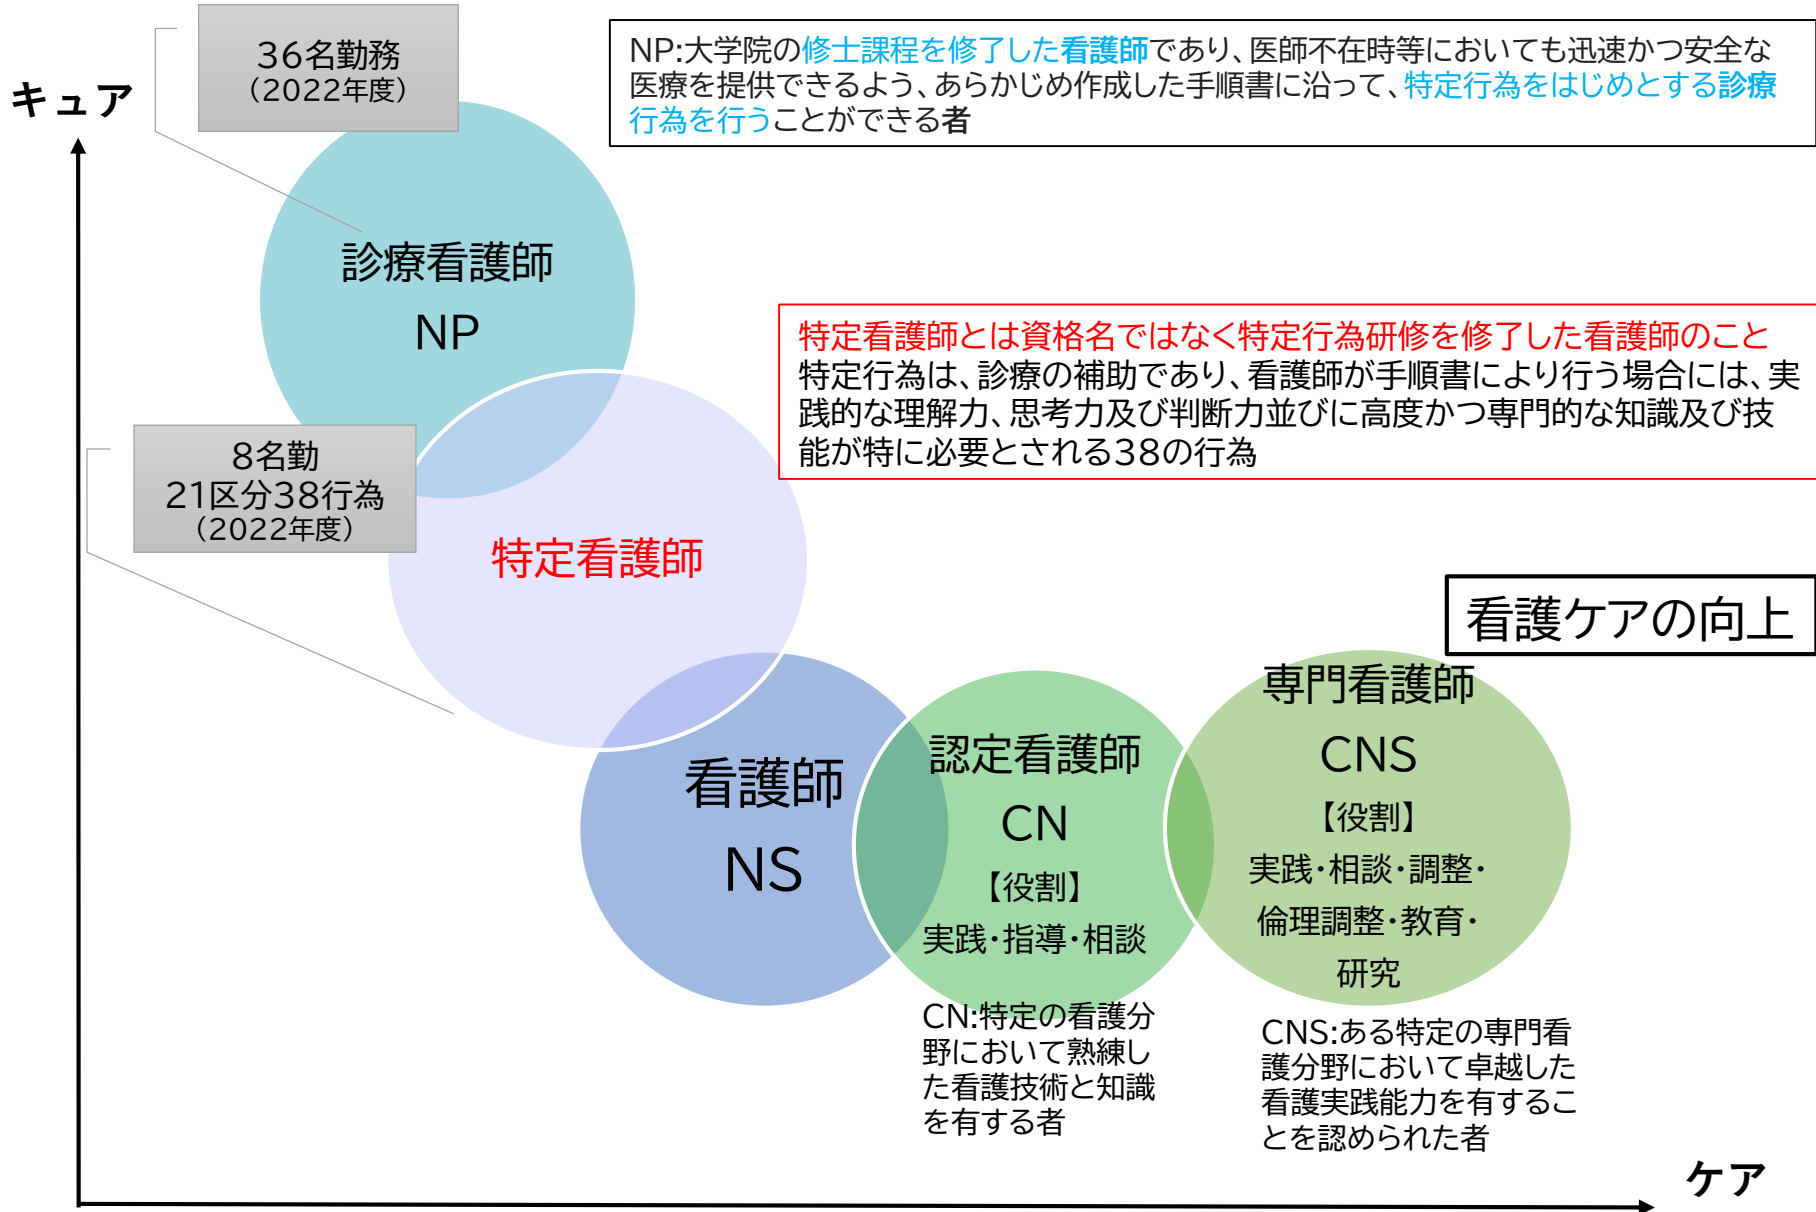 36名勤務
（2022年度）
NP:大学院の修士課程を修了した看護師であり、医師不在時等においても迅速かつ安全な
医療を提供できるよう、あらかじめ作成した手順書に沿って、特定行為をはじめとする診療
行為を行うことができる者
キュア
診療看護師
NP
特定看護師とは資格名ではなく特定行為研修を修了した看護師のこと
特定行為は、診療の補助であり、看護師が手順書により行う場合には、実
践的な理解力、思考力及び判断力並びに高度かつ専門的な知識及び技
能が特に必要とされる38の行為
8名勤
21区分38行為
（2022年度）
特定看護師
看護ケアの向上
看護師
NS
認定看護師
CN
【役割】
実践・指導・相談
専門看護師
CNS
【役割】
実践・相談・調整・
倫理調整・教育・
研究
CN:特定の看護分
野において熟練し
た看護技術と知識
を有する者
CNS:ある特定の専門看
護分野において卓越した
看護実践能力を有するこ
とを認められた者
ケア